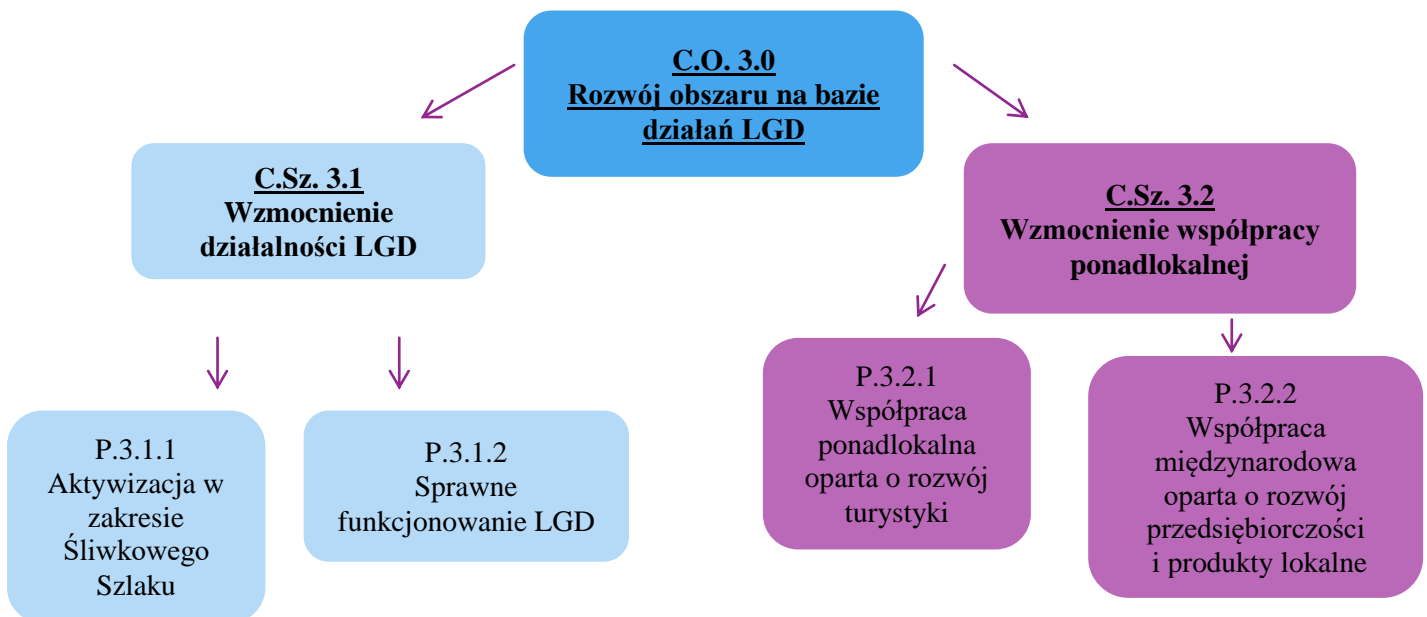 C.O. 3.0
Rozwój obszaru na bazie
działań LGD
C.Sz. 3.1
Wzmocnienie
działalności LGD
C.Sz. 3.2
Wzmocnienie współpracy
ponadlokalnej
P.3.1.1
Aktywizacja w
zakresie
Śliwkowego
Szlaku
P.3.1.2
Sprawne
funkcjonowanie LGD
P.3.2.1
Współpraca
ponadlokalna
oparta o rozwój
turystyki
P.3.2.2
Współpraca
międzynarodowa
oparta o rozwój
przedsiębiorczości
i produkty lokalne